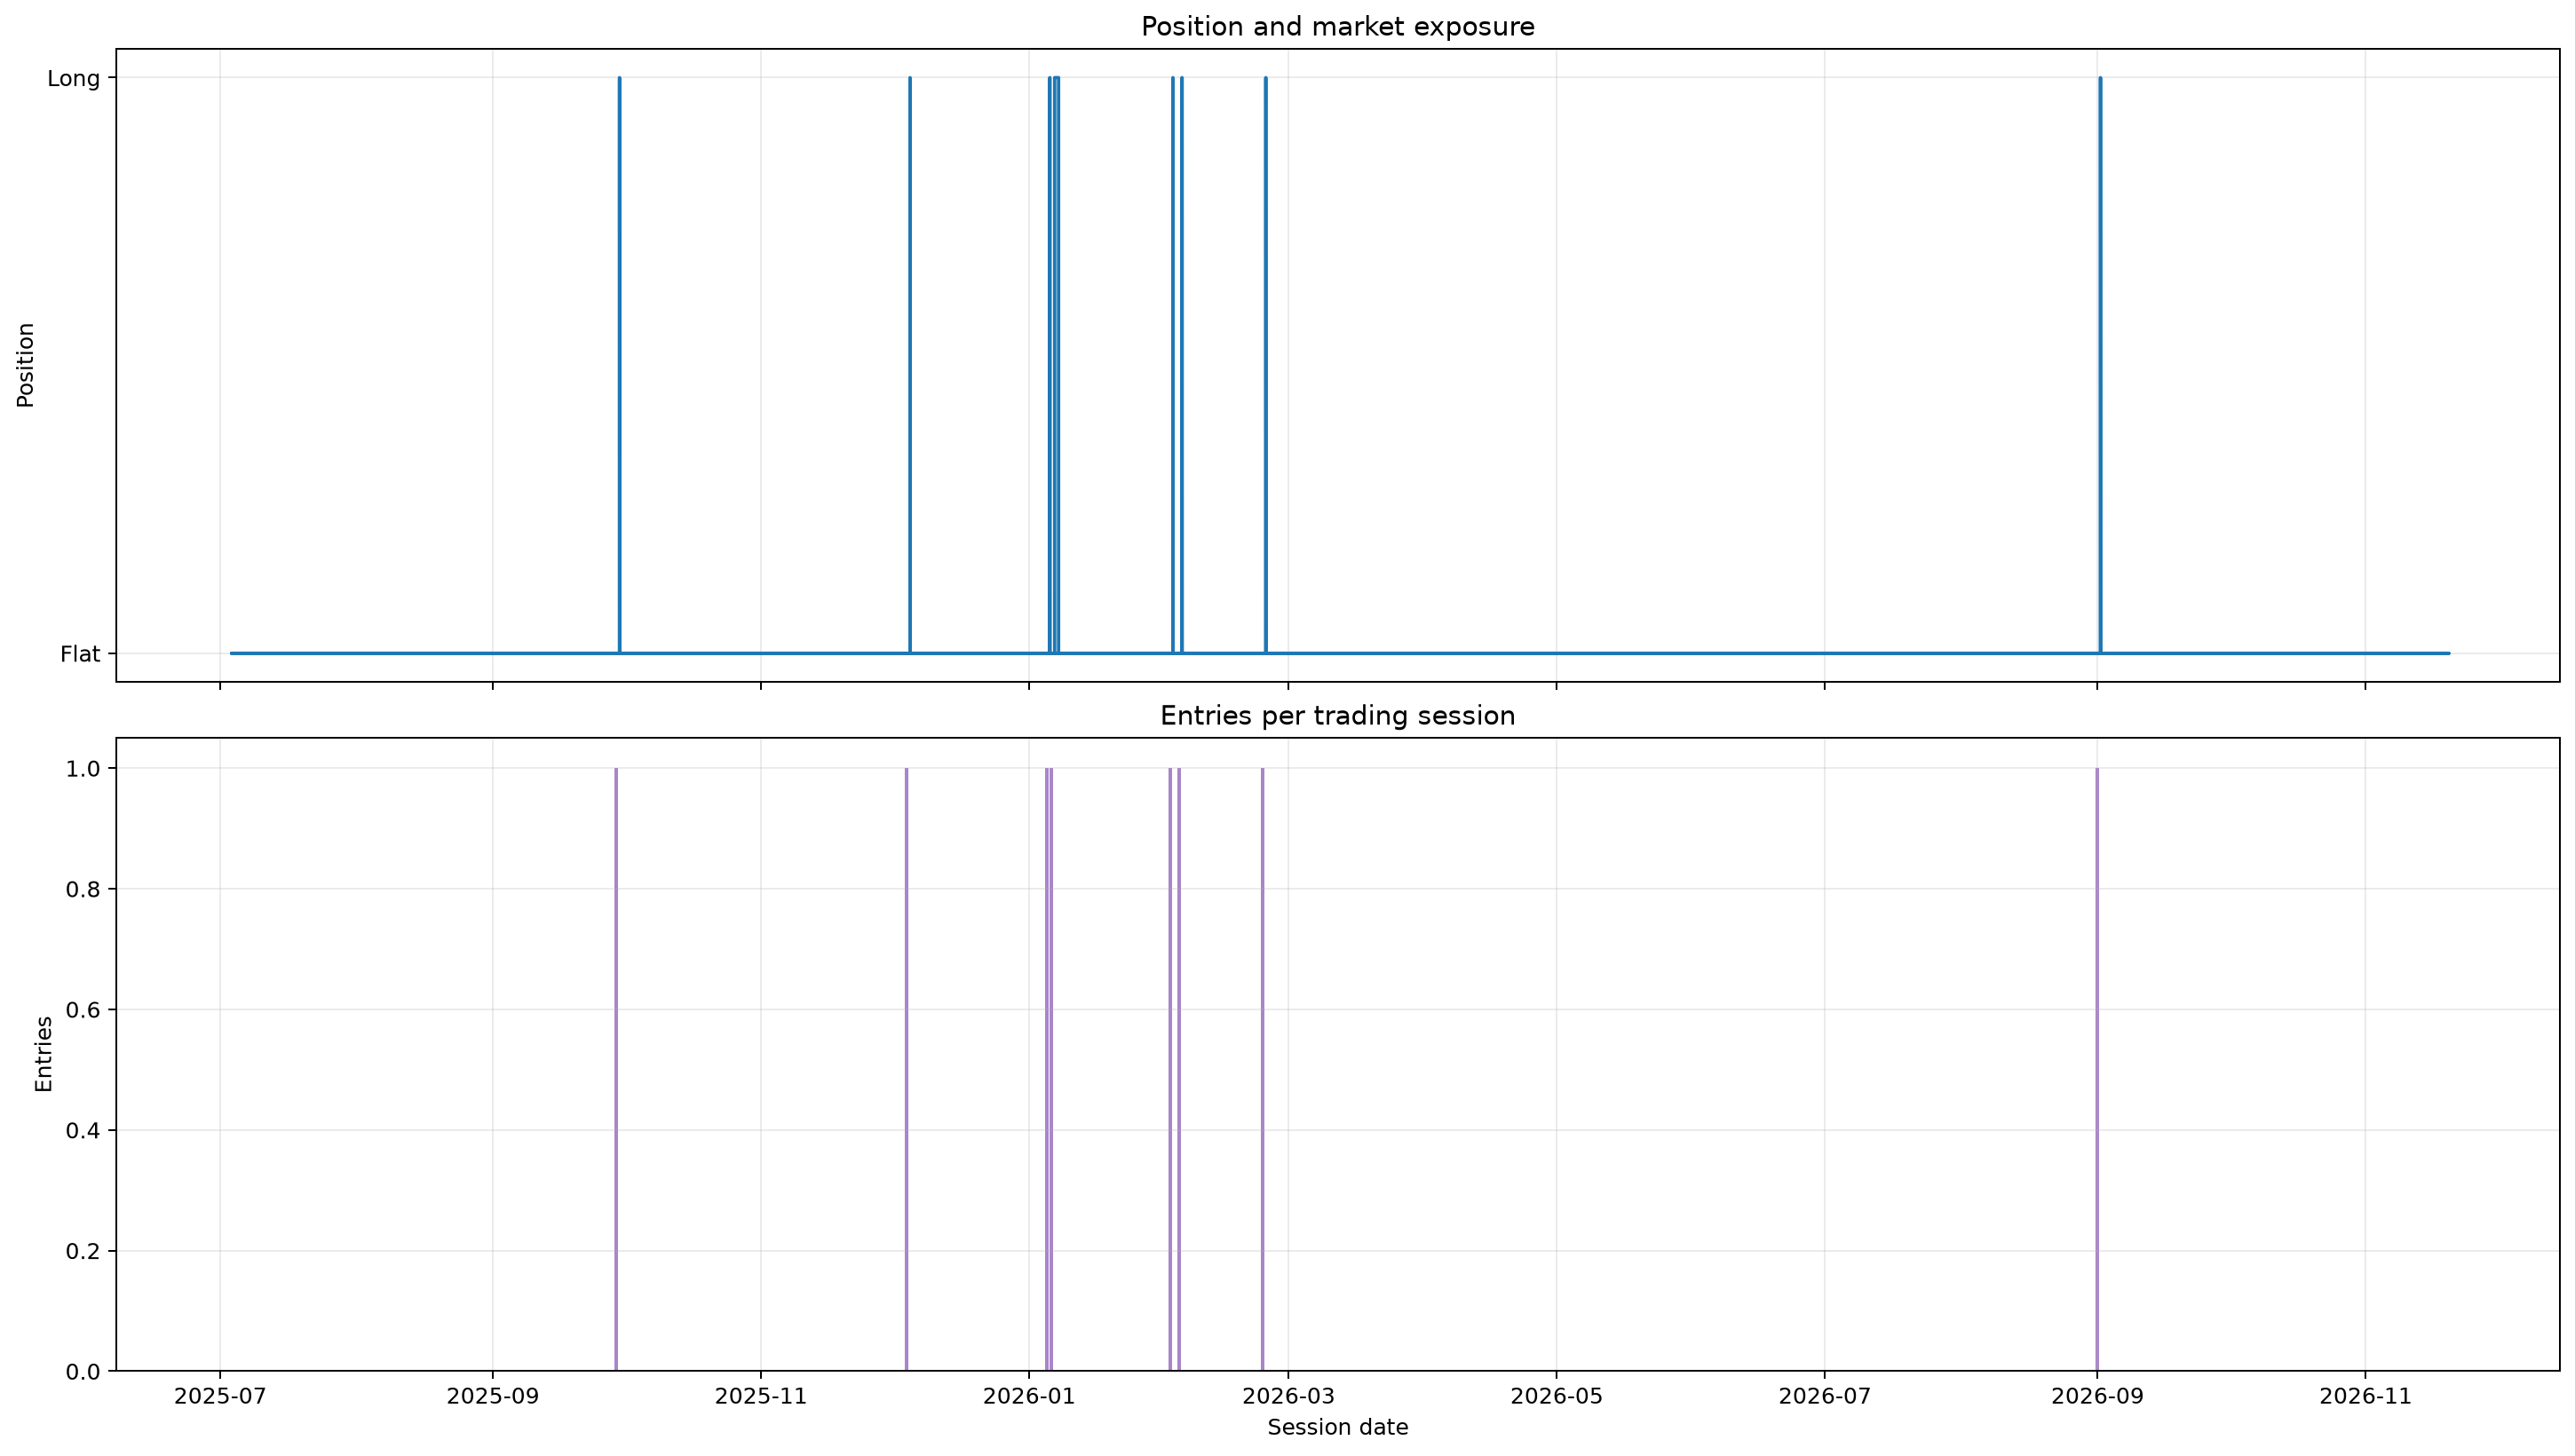 Position and market exposure
Long
Flat
Position
Entries per trading session
1.0
0.8
0.6
0.4
0.2
0.0
Entries
2025-07 2025-09 2025-11 2026-01 2026-03 2026-05 2026-07 2026-09 2026-11
Session date